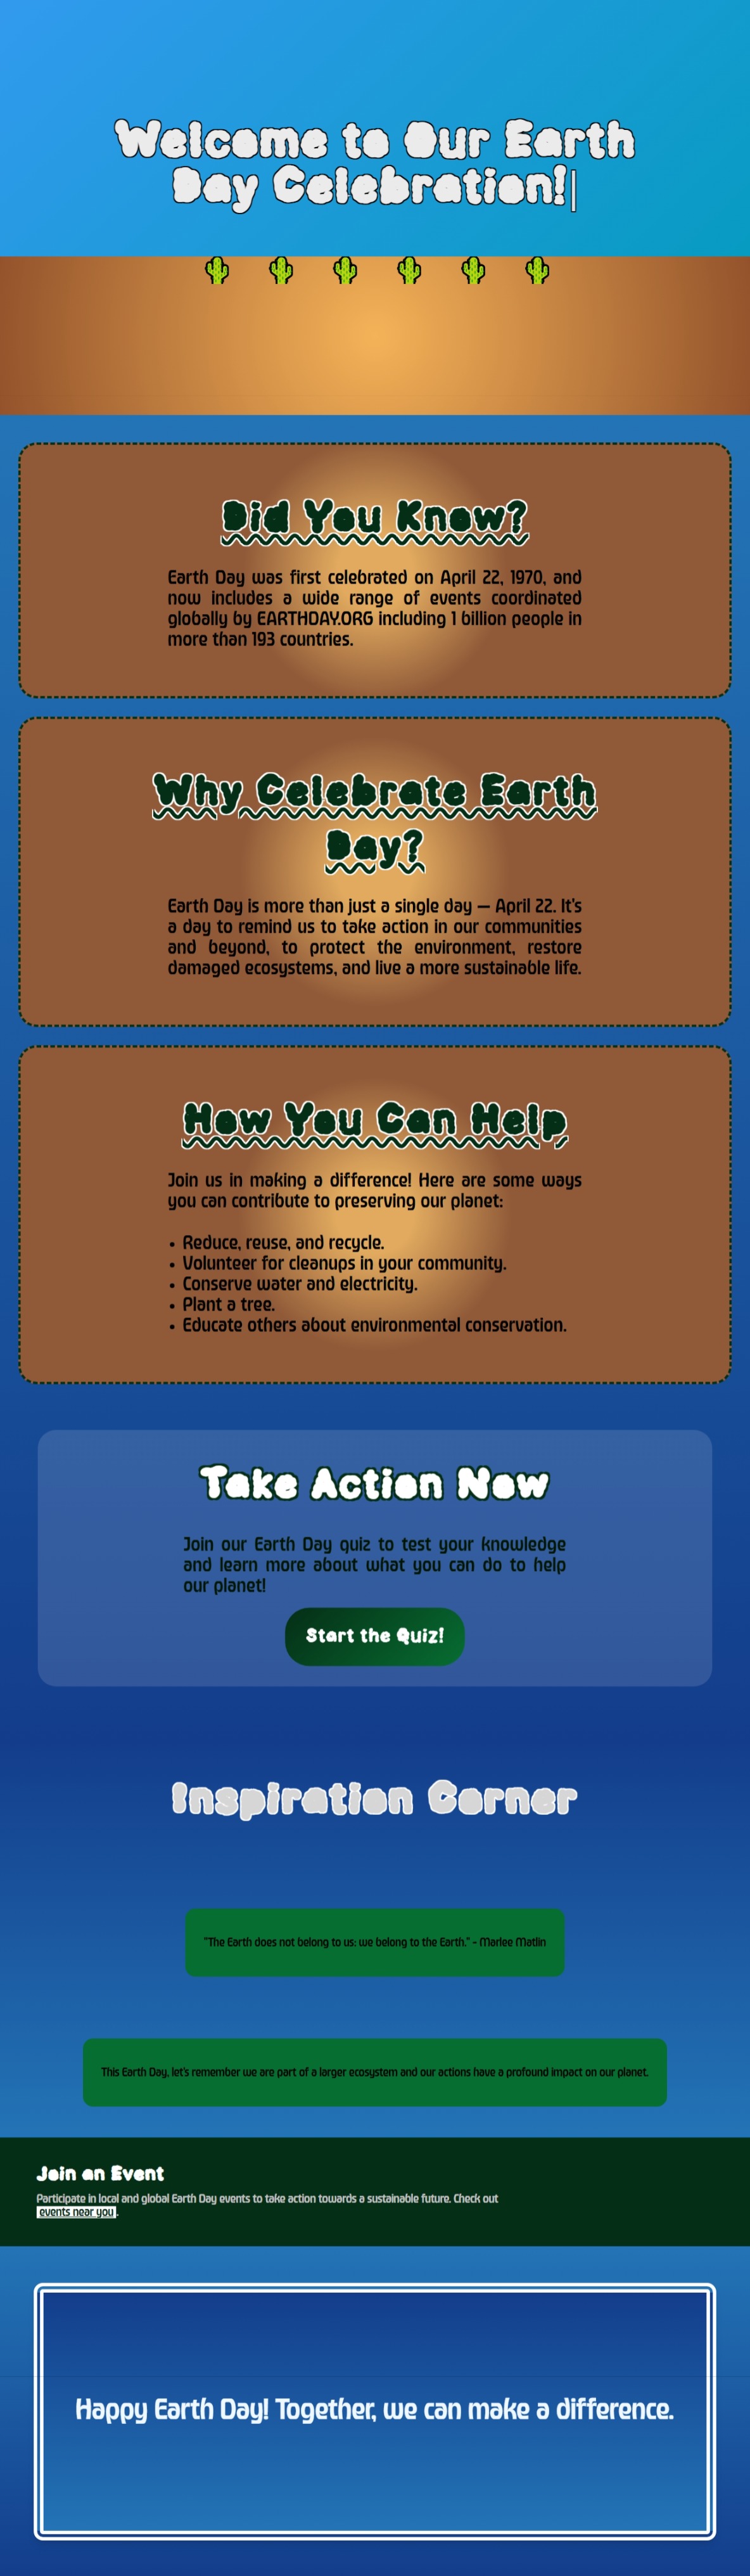 Welcome to Our Earth
Day Celebration!
Did You Know?
Earth Day was first celebrated on April 22, 1970, and
now includes a wide range of events coordinated
globally by EARTHDAY.ORG including 1 billion people in
more than 193 countries.
Why Celebrate Earth
Day?
Earth Day is more than just a single day — April 22. It's
a day to remind us to take action in our communities
and beyond, to protect the environment, restore
damaged ecosystems, and live a more sustainable life.
How You Can Help
Join us in making a difference! Here are some ways
you can contribute to preserving our planet:
• Reduce, reuse, and recycle.
• Volunteer for cleanups in your community.
• Conserve water and electricity.
• Plant a tree.
• Educate others about environmental conservation.
Take Action Now
Join our Earth Day quiz to test your knowledge
and learn more about what you can do to help
our planet!
Start the Quiz!
Inspiration Corner
"The Earth does not belong to us: we belong to the Earth." - Marlee Matlin
This Earth Day, let's remember we are part of a larger ecosystem and our actions have a profound impact on our planet.
Join an Event
Participate in local and global Earth Day events to take action towards a sustainable future. Check out
events near you.
Happy Earth Day! Together, we can make a difference.